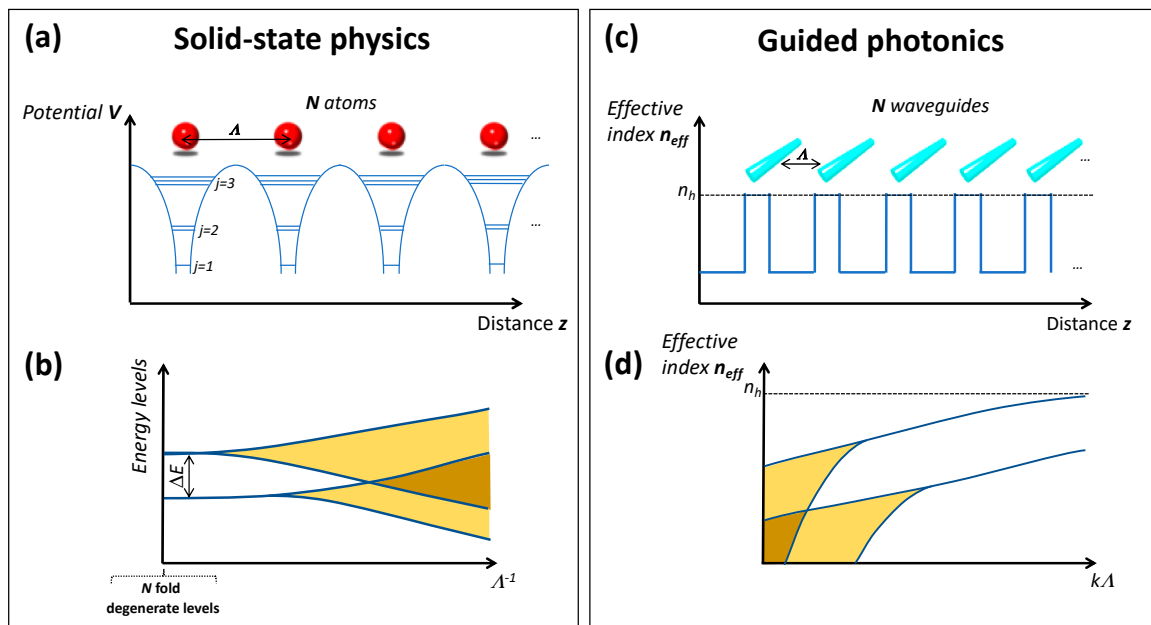 (a)
Solid-state physics
Potential V
N atoms
Λ
...
j=3
j=2
j=1
...
Distance z
(b)
Energy levels
ΔE
Λ-1
N fold
degenerate levels
(c)
Guided photonics
Effective
index neff
N waveguides
Λ
...
nh
...
Distance z
(d)
Effective
index neff
nh
kΛ